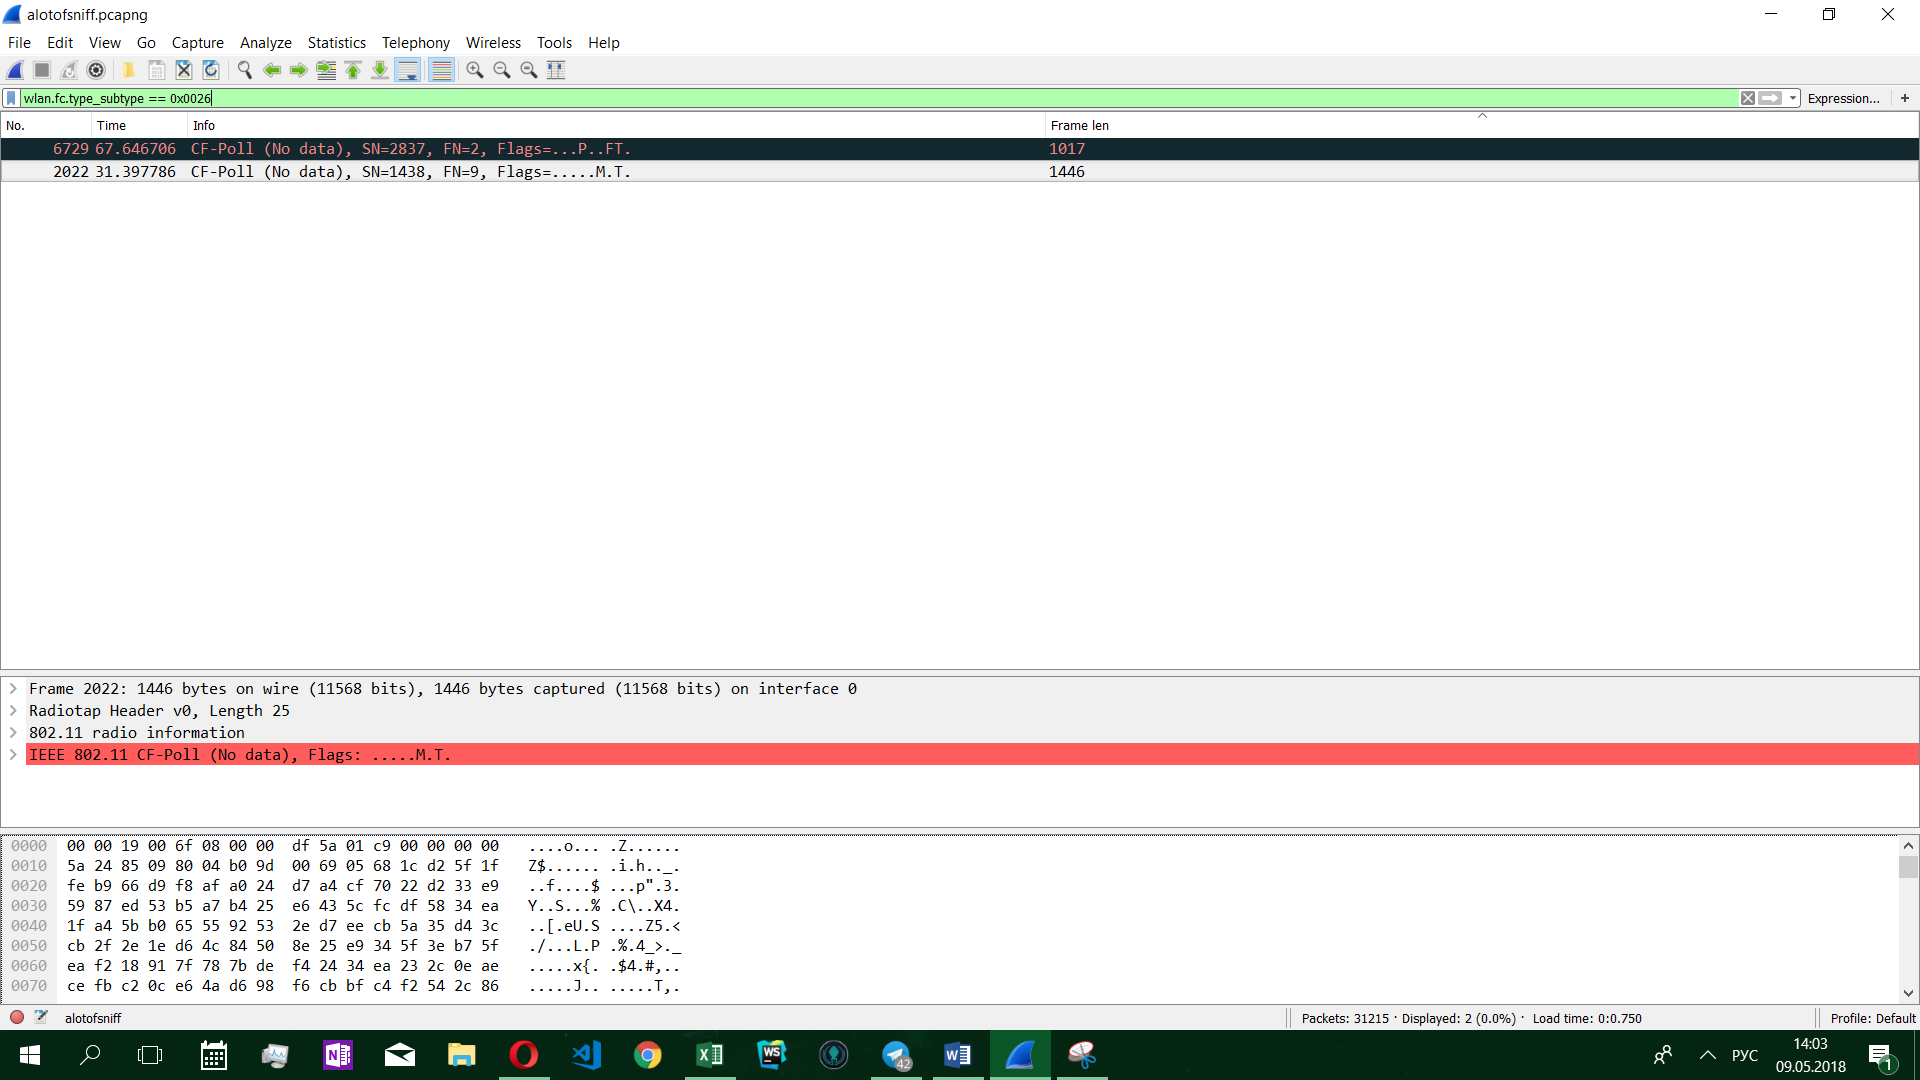 alotofsniff.pcapng
File Edit View Go Capture Analyze Statistics Telephony Wireless Tools Help
wlan.fc.type_subtype == 0x0026 Expression... +
No. Time Info Frame len
6729 67.646706 CF-Poll (No data), SN=2837, FN=2, Flags=...P..FT. 1017
2022 31.397786 CF-Poll (No data), SN=1438, FN=9, Flags=.....M.T. 1446
Frame 2022: 1446 bytes on wire (11568 bits), 1446 bytes captured (11568 bits) on interface 0
Radiotap Header v0, Length 25
802.11 radio information
IEEE 802.11 CF-Poll (No data), Flags: .....M.T.
0000 00 00 19 00 6f 08 00 00 df 5a 01 c9 00 00 00 00 ....o... .Z......
0010 5a 24 85 09 80 04 b0 9d 00 69 05 68 1c d2 5f 1f Z$...... .i.h.._.
0020 fe b9 66 d9 f8 af a0 24 d7 a4 cf 70 22 d2 33 e9 ..f....$ ...p".3.
0030 59 87 ed 53 b5 a7 b4 25 e6 43 5c fc df 58 34 ea Y..S...% .C\..X4.
0040 1f a4 5b b0 65 55 92 53 2e d7 ee cb 5a 35 d4 3c ..[.eU.S ....Z5.<
0050 cb 2f 2e 1e d6 4c 84 50 8e 25 e9 34 5f 3e b7 5f ./...L.P .%.4_>._
0060 ea f2 18 91 7f 78 7b de f4 24 34 ea 23 2c 0e ae .....x{. .$4.#,..
0070 ce fb c2 0c e6 4a d6 98 f6 cb bf c4 f2 54 2c 86 .....J.. .....T,.
alotofsniff Packets: 31215 · Displayed: 2 (0.0%) · Load time: 0:0.750 Profile: Default
N
WS
42
W
РУС
14:03
09.05.2018
1